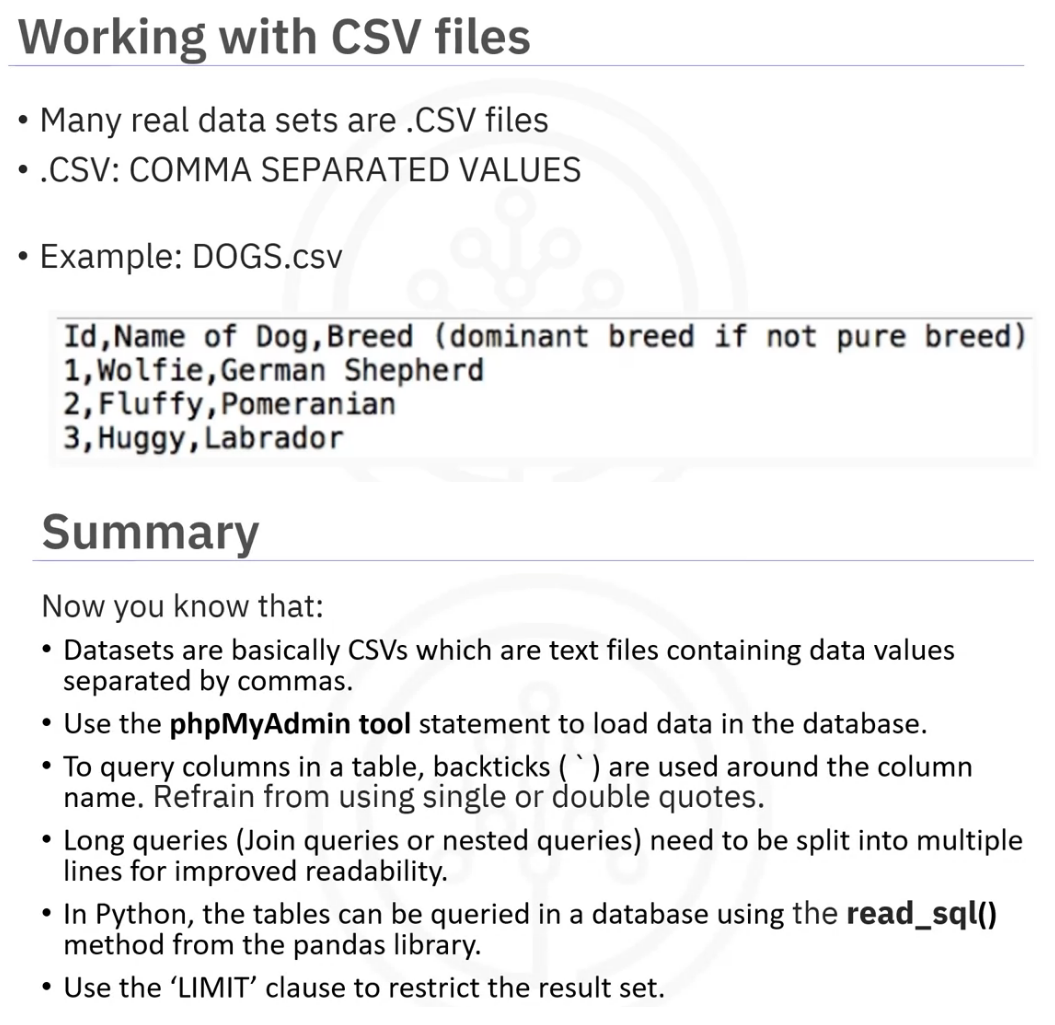 Working with CSV files
• Many real data sets are .CSV files
• .CSV: COMMA SEPARATED VALUES
• Example: DOGS.csv
Id,Name of Dog,Breed (dominant breed if not pure breed)
1,Wolfie,German Shepherd
2,Fluffy,Pomeranian
3,Huggy,Labrador
Summary
Now you know that:
• Datasets are basically CSVs which are text files containing data values
separated by commas.
• Use the phpMyAdmin tool statement to load data in the database.
• To query columns in a table, backticks ( ` ) are used around the column
name. Refrain from using single or double quotes.
• Long queries (Join queries or nested queries) need to be split into multiple
lines for improved readability.
• In Python, the tables can be queried in a database using the read_sql()
method from the pandas library.
• Use the ‘LIMIT’ clause to restrict the result set.